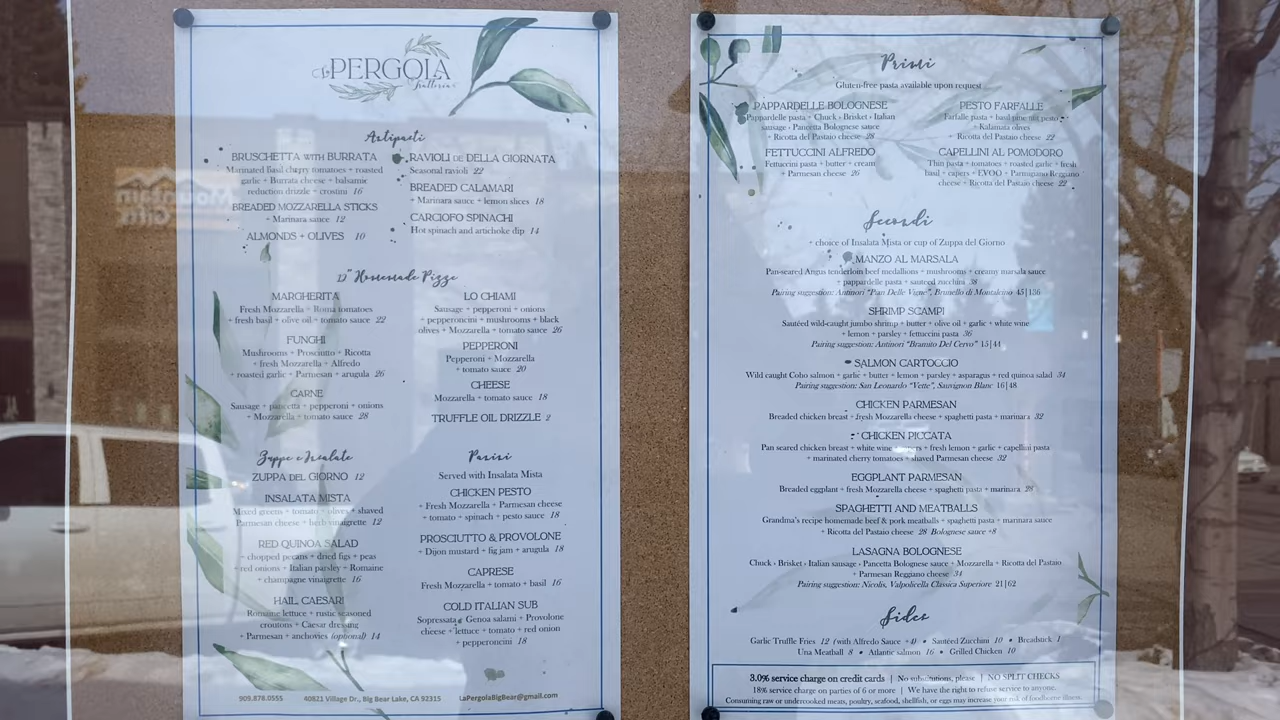 La PERGOLA
Trattoria
Antipasti
BRUSCHETTA WITH BURRATA
Marinated Basil cherry tomatoes + roasted
garlic + Burrata cheese + balsamic
reduction drizzle + crostini 16
BREADED MOZZARELLA STICKS
+ Marinara sauce 12
ALMONDS + OLIVES 10
RAVIOLI DE DELLA GIORNATA
Seasonal ravioli 22
BREADED CALAMARI
+ Marinara sauce + lemon slices 18
CARCIOFO SPINACHI
Hot spinach and artichoke dip 14
12" Homemade Pizze
MARGHERITA
Fresh Mozzarella + Roma tomatoes
+ fresh basil + olive oil + tomato sauce 22
FUNGHI
Mushrooms + Prosciutto + Ricotta
+ fresh Mozzarella + Alfredo
+ roasted garlic + Parmesan + arugula 26
CARNE
Sausage + pancetta + pepperoni + onions
+ Mozzarella + tomato sauce 28
LO CHIAMI
Sausage + pepperoni + onions
+ pepperoncini + mushrooms + black
olives + Mozzarella + tomato sauce 26
PEPPERONI
Pepperoni + Mozzarella
+ tomato sauce 20
CHEESE
Mozzarella + tomato sauce 18
TRUFFLE OIL DRIZZLE 2
Zuppe e Insalate
ZUPPA DEL GIORNO 12
INSALATA MISTA
Mixed greens + tomato + olives + shaved
Parmesan cheese + herb vinaigrette 12
RED QUINOA SALAD
+ chopped pecans + dried figs + peas
+ red onions + Italian parsley + Romaine
+ champagne vinaigrette 16
HAIL CAESAR!
Romaine lettuce + rustic seasoned
croutons + Caesar dressing
+ Parmesan + anchovies (optional) 14
Panini
Served with Insalata Mista
CHICKEN PESTO
+ Fresh Mozzarella + Parmesan cheese
+ tomato + spinach + pesto sauce 18
PROSCIUTTO & PROVOLONE
+ Dijon mustard + fig jam + arugula 18
CAPRESE
Fresh Mozzarella + tomato + basil 16
COLD ITALIAN SUB
Sopressata + Genoa salami + Provolone
cheese + lettuce + tomato + red onion
+ pepperoncini 18
909.878.0555 40821 Village Dr., Big Bear Lake, CA 92315 LaPergolaBigBear@gmail.com
Primi
Gluten-free pasta available upon request
PAPPARDELLE BOLOGNESE
Pappardelle pasta + Chuck + Brisket + Italian
sausage + Pancetta Bolognese sauce
+ Ricotta del Pastaio cheese 28
FETTUCCINI ALFREDO
Fettuccini pasta + butter + cream
+ Parmesan cheese 26
PESTO FARFALLE
Farfalle pasta + basil pine nut pesto
+ Kalamata olives
+ Ricotta del Pastaio cheese 22
CAPELLINI AL POMODORO
Thin pasta + tomatoes + roasted garlic + fresh
basil + capers + EVOO + Parmigano Reggiano
cheese + Ricotta del Pastaio cheese 22
Secondi
+ choice of Insalata Mista or cup of Zuppa del Giorno
MANZO AL MARSALA
Pan-seared Angus tenderloin beef medallions + mushrooms + creamy marsala sauce
+ pappardelle pasta + sauteed zucchini 38
Pairing suggestion: Antinori "Pian Delle Vigne", Brunello di Montalcino 45|136
SHRIMP SCAMPI
Sautéed wild-caught jumbo shrimp + butter + olive oil + garlic + white wine
+ lemon + parsley + fettuccini pasta 36
Pairing suggestion: Antinori "Bramito Del Cervo" 15|44
SALMON CARTOCCIO
Wild caught Coho salmon + garlic + butter + lemon + parsley + asparagus + red quinoa salad 34
Pairing suggestion: San Leonardo "Vette", Sauvignon Blanc 16|48
CHICKEN PARMESAN
Breaded chicken breast + fresh Mozzarella cheese + spaghetti pasta + marinara 32
CHICKEN PICCATA
Pan seared chicken breast + white wine + capers + fresh lemon + garlic + capellini pasta
+ marinated cherry tomatoes + shaved Parmesan cheese 32
EGGPLANT PARMESAN
Breaded eggplant + fresh Mozzarella cheese + spaghetti pasta + marinara 28
SPAGHETTI AND MEATBALLS
Grandma's recipe homemade beef & pork meatballs + spaghetti pasta + marinara sauce
+ Ricotta del Pastaio cheese 28 Bolognese sauce +8
LASAGNA BOLOGNESE
Chuck + Brisket + Italian sausage + Pancetta Bolognese sauce + Mozzarella + Ricotta del Pastaio
+ Parmesan Reggiano cheese 34
Pairing suggestion: Nicolis, Valpolicella Classica Superiore 21|62
Sides
Garlic Truffle Fries 12 (with Alfredo Sauce +4) • Sautéed Zucchini 10 • Breadstick 1
Una Meatball 8 • Atlantic salmon 16 • Grilled Chicken 10
3.0% service charge on credit cards | No substitutions, please | NO SPLIT CHECKS
18% service charge on parties of 6 or more | We have the right to refuse service to anyone.
Consuming raw or undercooked meats, poultry, seafood, shellfish, or eggs may increase your risk of foodborne illness.
Mountain
Gifts